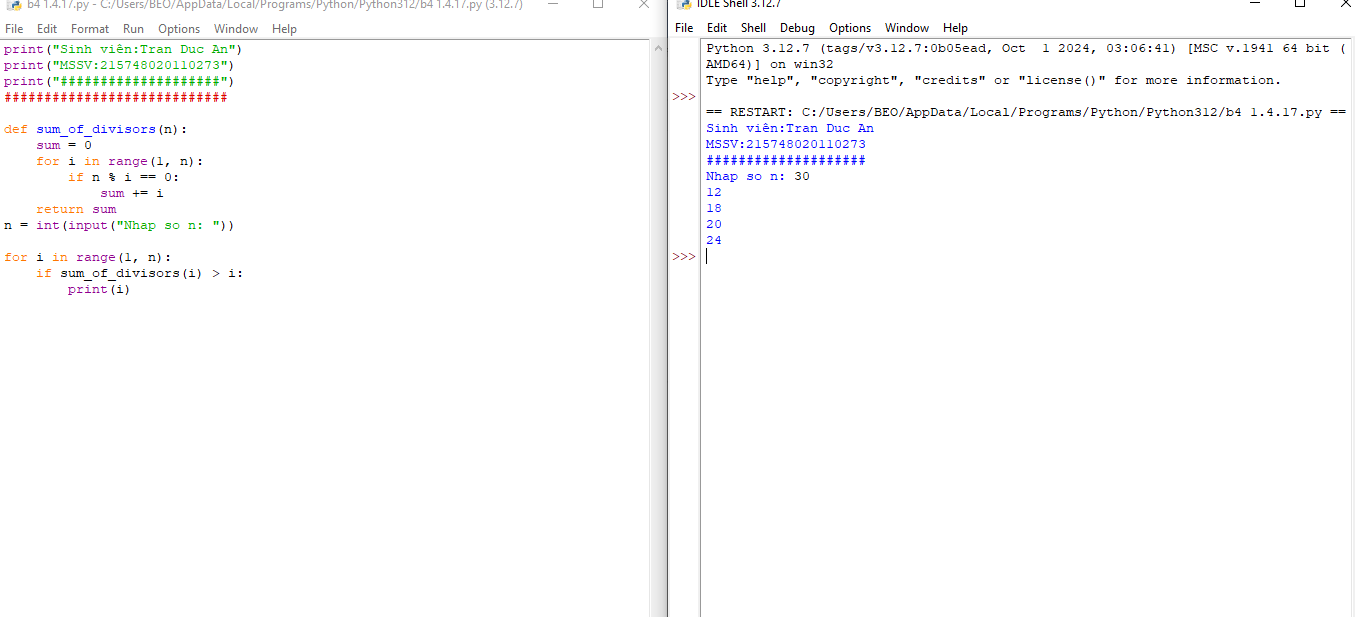 b4 1.4.17.py - C:/Users/BEO/AppData/Local/Programs/Python/Python312/b4 1.4.17.py (3.12.7)
File Edit Format Run Options Window Help
print("Sinh viên:Tran Duc An")
print("MSSV:215748020110273")
print("####################")
############################
def sum_of_divisors(n):
    sum = 0
    for i in range(1, n):
        if n % i == 0:
            sum += i
    return sum
n = int(input("Nhap so n: "))
for i in range(1, n):
    if sum_of_divisors(i) > i:
        print(i)
IDLE Shell 3.12.7
File Edit Shell Debug Options Window Help
Python 3.12.7 (tags/v3.12.7:0b05ead, Oct  1 2024, 03:06:41) [MSC v.1941 64 bit (
AMD64)] on win32
Type "help", "copyright", "credits" or "license()" for more information.
>>>
== RESTART: C:/Users/BEO/AppData/Local/Programs/Python/Python312/b4 1.4.17.py ==
Sinh viên:Tran Duc An
MSSV:215748020110273
####################
Nhap so n: 30
12
18
20
24
>>>